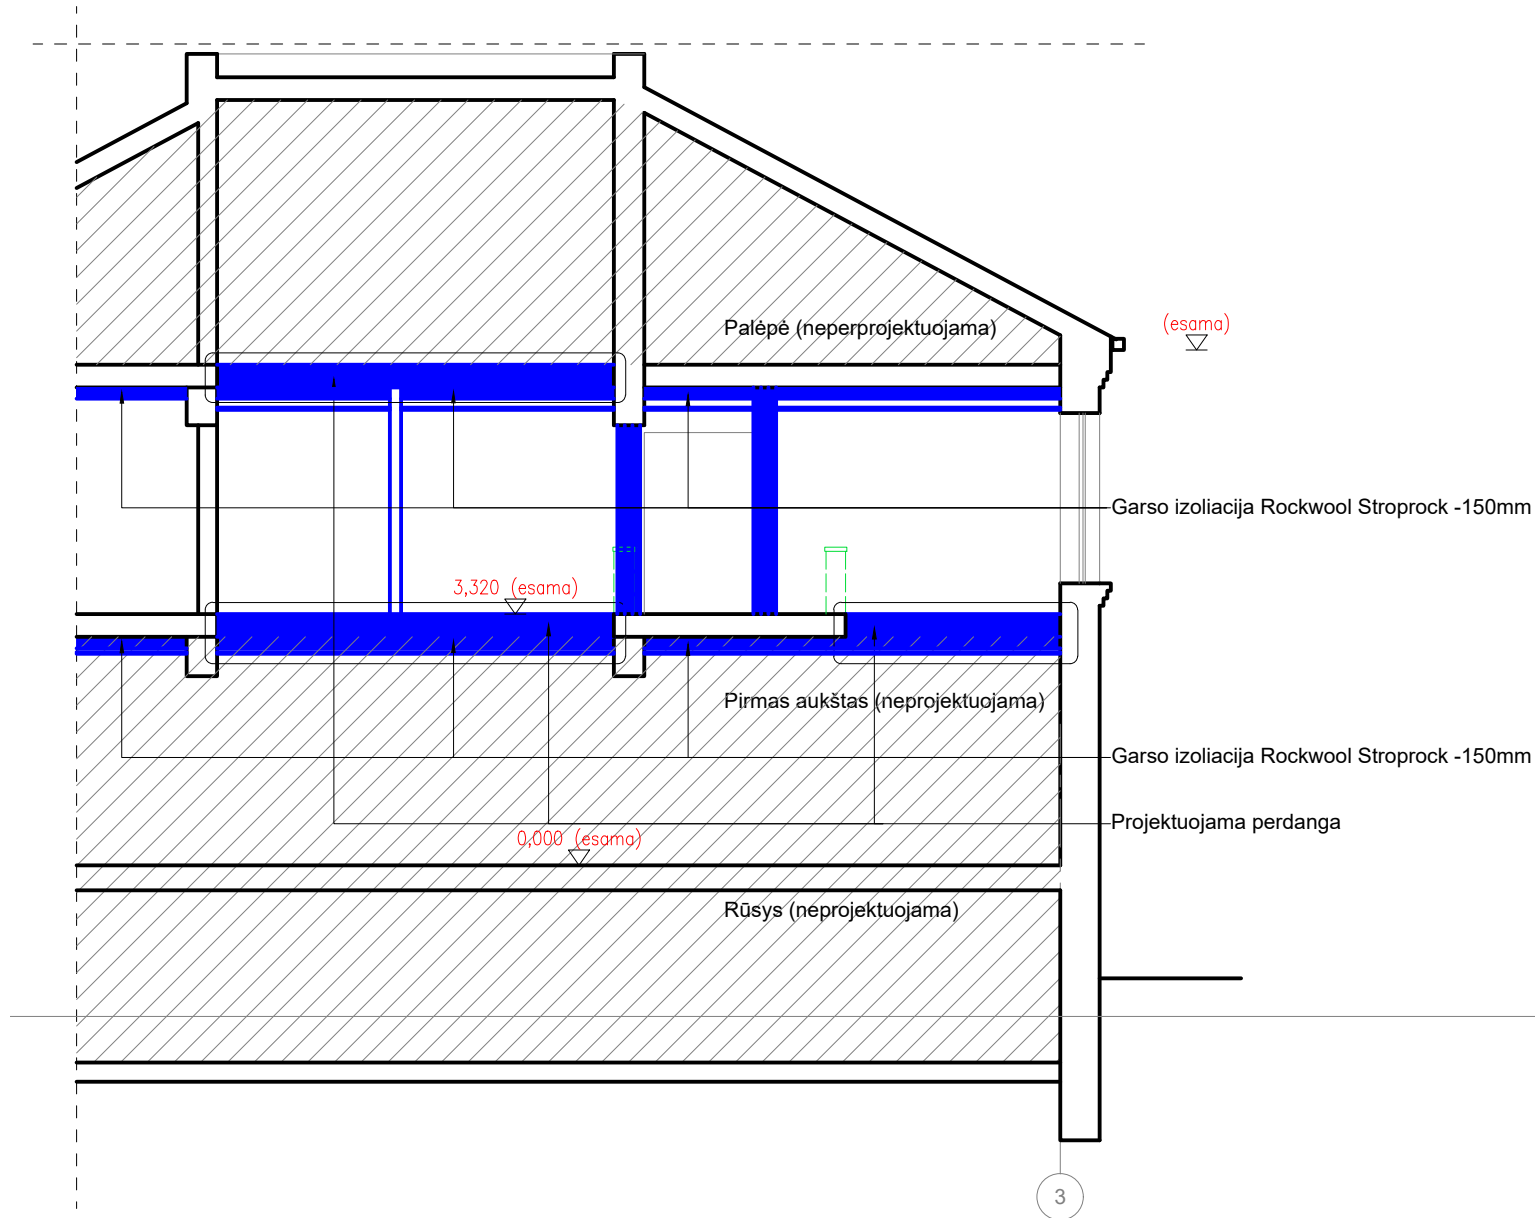 Palėpė (neperprojektuojama)
(esama)
Garso izoliacija Rockwool Stroprock -150mm
3,320 (esama)
Pirmas aukštas (neprojektuojama)
Garso izoliacija Rockwool Stroprock -150mm
Projektuojama perdanga
0,000 (esama)
Rūsys (neprojektuojama)
3